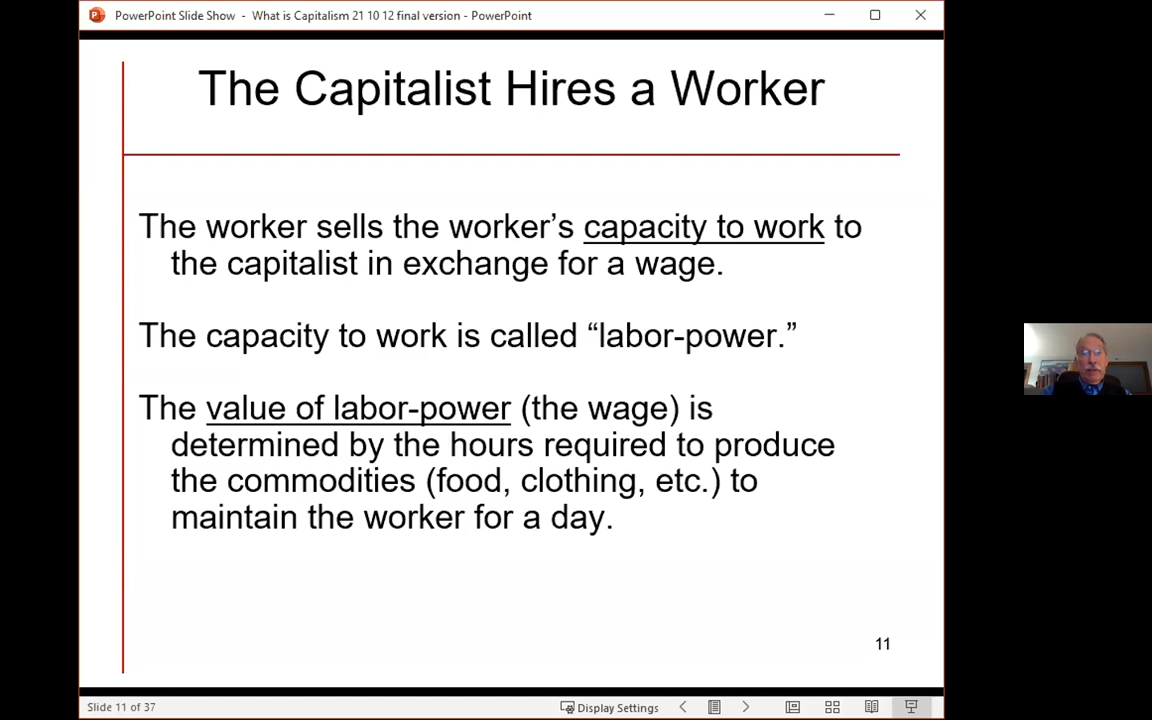 PowerPoint Slide Show - What is Capitalism 21 10 12 final version - PowerPoint
The Capitalist Hires a Worker
The worker sells the worker’s capacity to work to
the capitalist in exchange for a wage.
The capacity to work is called “labor-power.”
The value of labor-power (the wage) is
determined by the hours required to produce
the commodities (food, clothing, etc.) to
maintain the worker for a day.
11
Slide 11 of 37
Display Settings